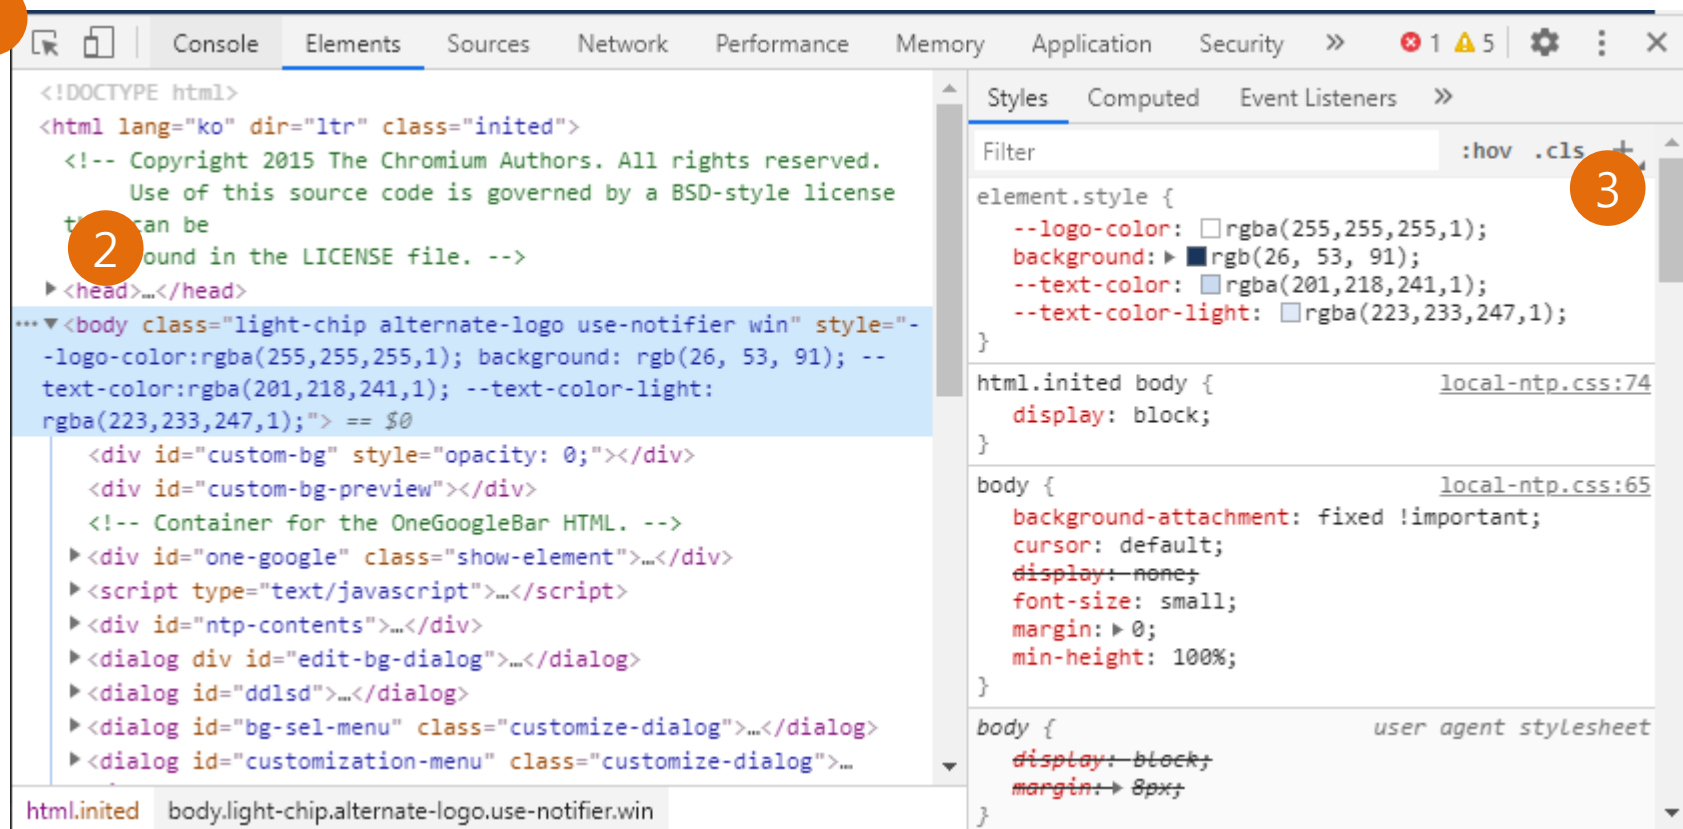 Console Elements Sources Network Performance Memory Application Security » 1 5
<!DOCTYPE html>
<html lang="ko" dir="ltr" class="inited">
<!-- Copyright 2015 The Chromium Authors. All rights reserved.
Use of this source code is governed by a BSD-style license
can be
2
ound in the LICENSE file. -->
<head>…</head>
<body class="light-chip alternate-logo use-notifier win" style="-
-logo-color:rgba(255,255,255,1); background: rgb(26, 53, 91); --
text-color:rgba(201,218,241,1); --text-color-light:
rgba(223,233,247,1);"> == $0
<div id="custom-bg" style="opacity: 0;"></div>
<div id="custom-bg-preview"></div>
<!-- Container for the OneGoogleBar HTML. -->
<div id="one-google" class="show-element">…</div>
<script type="text/javascript">…</script>
<div id="ntp-contents">…</div>
<dialog div id="edit-bg-dialog">…</dialog>
<dialog id="ddlsd">…</dialog>
<dialog id="bg-sel-menu" class="customize-dialog">…</dialog>
<dialog id="customization-menu" class="customize-dialog">…
html.inited body.light-chip.alternate-logo.use-notifier.win
Styles Computed Event Listeners »
Filter :hov .cls +
3
element.style {
--logo-color: rgba(255,255,255,1);
background: rgb(26, 53, 91);
--text-color: rgba(201,218,241,1);
--text-color-light: rgba(223,233,247,1);
}
html.inited body { local-ntp.css:74
display: block;
}
body { local-ntp.css:65
background-attachment: fixed !important;
cursor: default;
display: none;
font-size: small;
margin: 0;
min-height: 100%;
}
body { user agent stylesheet
display: block;
margin: 8px;
}